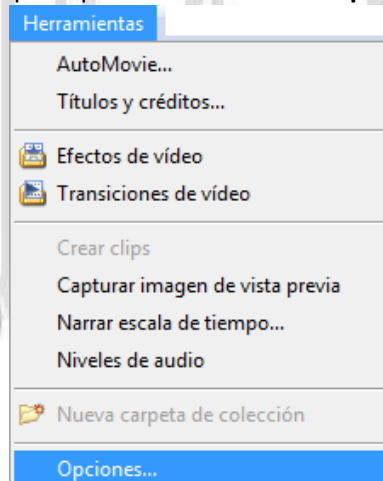 Herramientas
AutoMovie...
Títulos y créditos...
Efectos de vídeo
Transiciones de vídeo
Crear clips
Capturar imagen de vista previa
Narrar escala de tiempo...
Niveles de audio
Nueva carpeta de colección
Opciones...